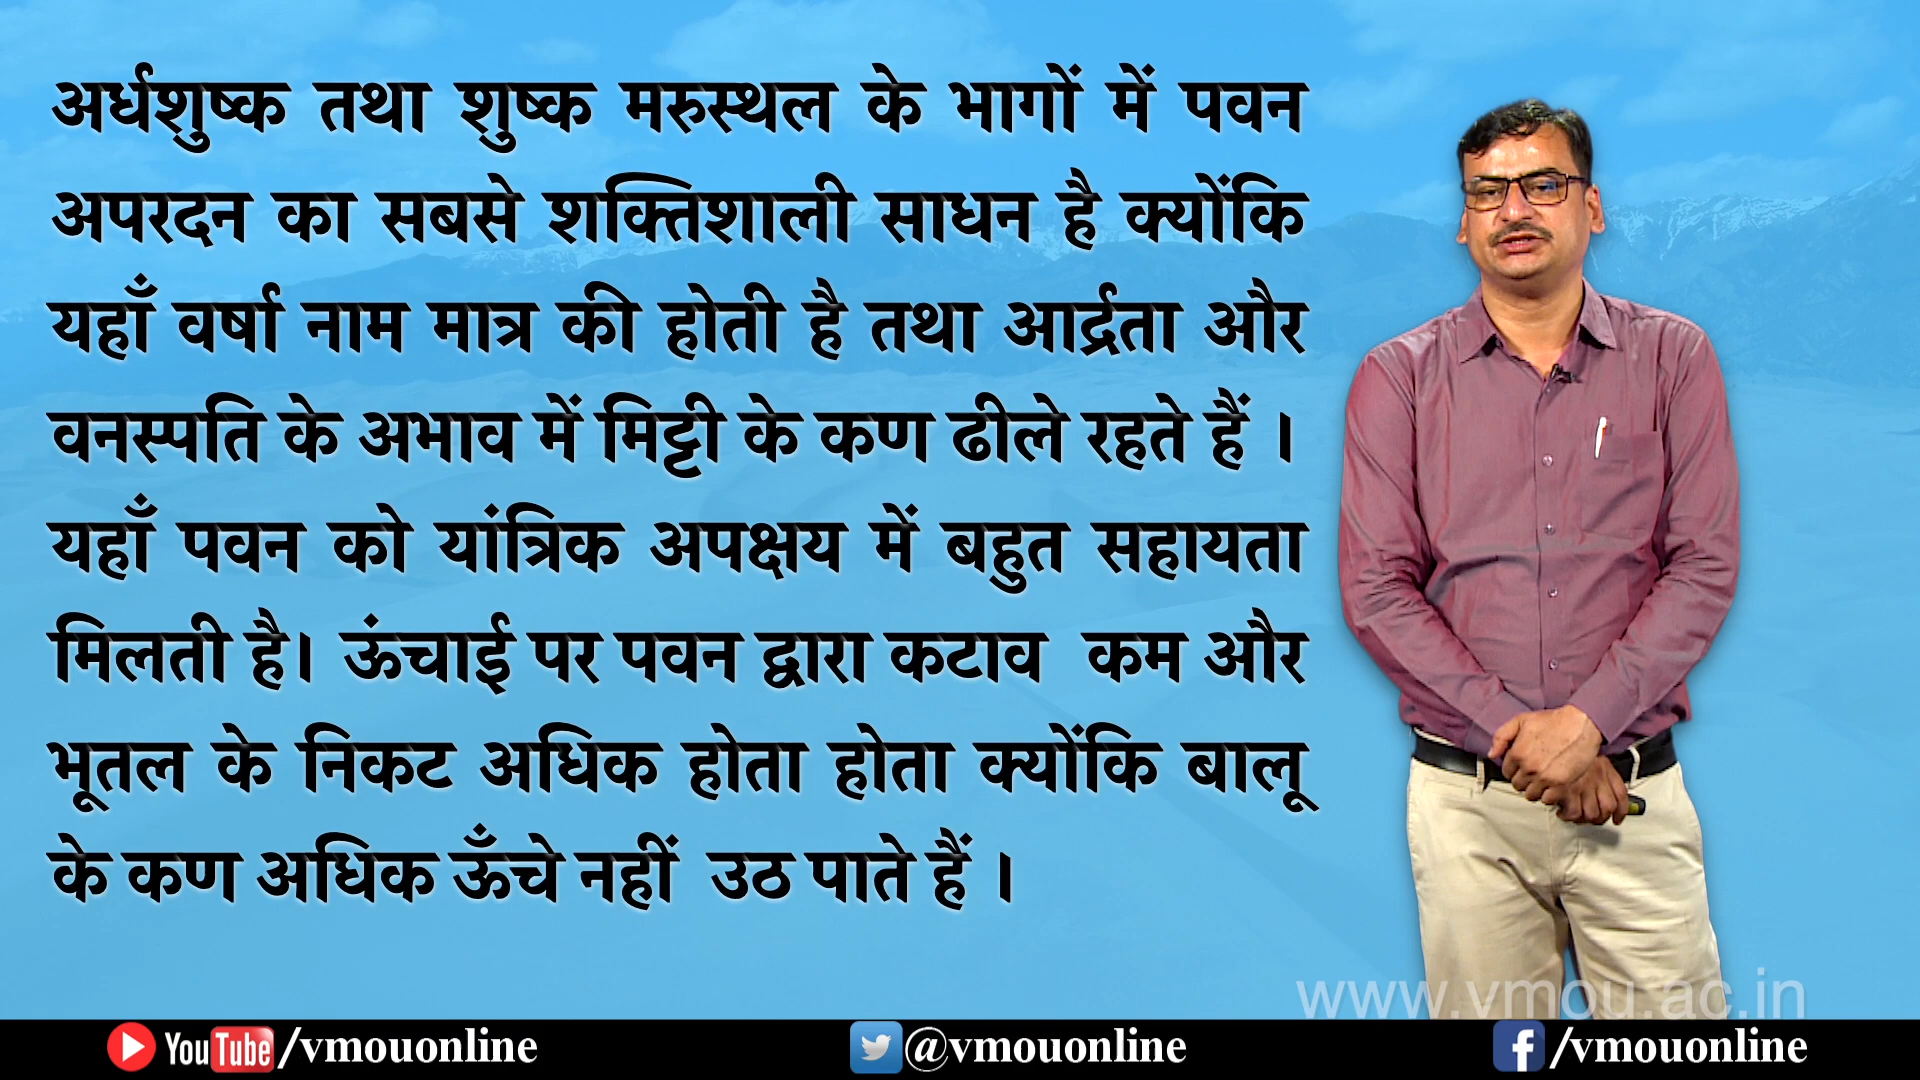 अर्धशुष्क तथा शुष्क मरुस्थल के भागों में पवन
अपरदन का सबसे शक्तिशाली साधन है क्योंकि
यहाँ वर्षा नाम मात्र की होती है तथा आर्द्रता और
वनस्पति के अभाव में मिट्टी के कण ढीले रहते हैं ।
यहाँ पवन को यांत्रिक अपक्षय में बहुत सहायता
मिलती है। ऊंचाई पर पवन द्वारा कटाव कम और
भूतल के निकट अधिक होता होता क्योंकि बालू
के कण अधिक ऊँचे नहीं उठ पाते हैं ।
www.vmou.ac.in
YouTube /vmouonline @vmouonline f /vmouonline